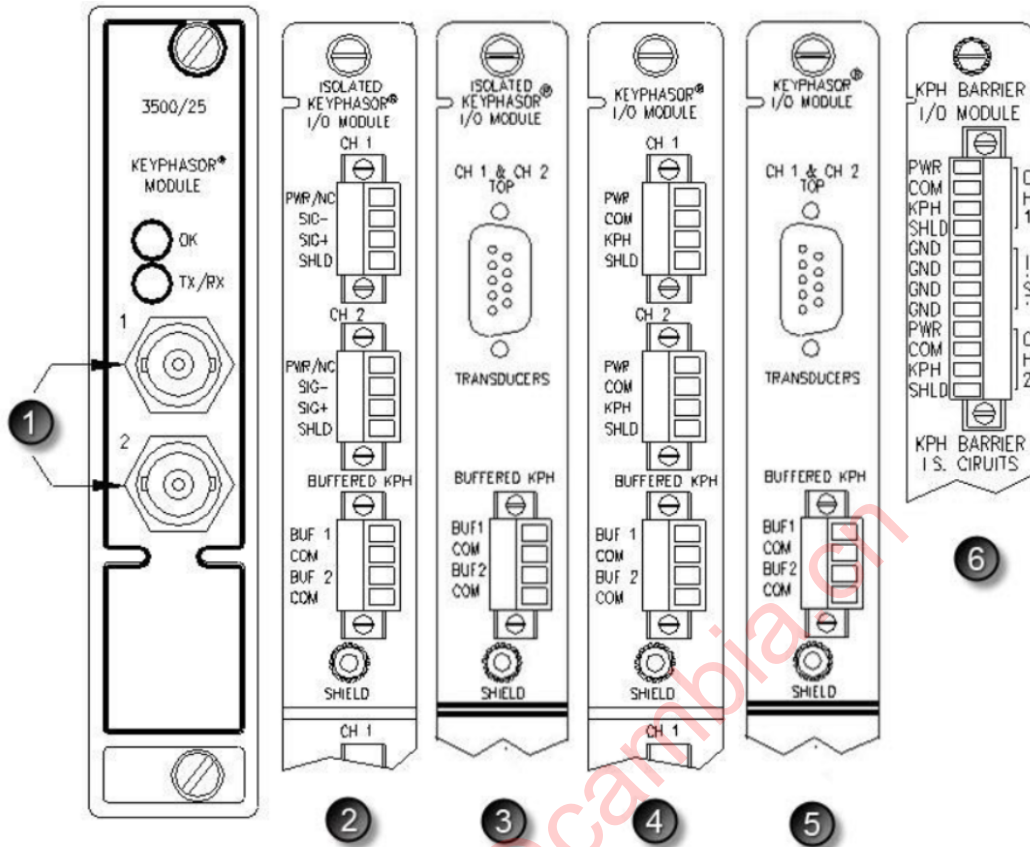 3500/25
KEYPHASOR®
MODULE
OK
TX/RX
1
2
1
ISOLATED
KEYPHASOR®
I/O MODULE
CH 1
PWR/NC
SIG-
SIG+
SHLD
CH 2
PWR/NC
SIG-
SIG+
SHLD
BUFFERED KPH
BUF 1
COM
BUF 2
COM
SHIELD
CH 1
2
ISOLATED
KEYPHASOR®
I/O MODULE
CH 1 & CH 2
TOP
TRANSDUCERS
BUFFERED KPH
BUF1
COM
BUF2
COM
SHIELD
3
KEYPHASOR®
I/O MODULE
CH 1
PWR
COM
KPH
SHLD
CH 2
PWR
COM
KPH
SHLD
BUFFERED KPH
BUF 1
COM
BUF 2
COM
SHIELD
CH 1
4
KEYPHASOR®
I/O MODULE
CH 1 & CH 2
TOP
TRANSDUCERS
BUFFERED KPH
BUF1
COM
BUF2
COM
SHIELD
5
KPH BARRIER
I/O MODULE
PWR
COM
KPH
SHLD
GND
GND
GND
GND
PWR
COM
KPH
SHLD
KPH BARRIER
I S. CIRUITS
6